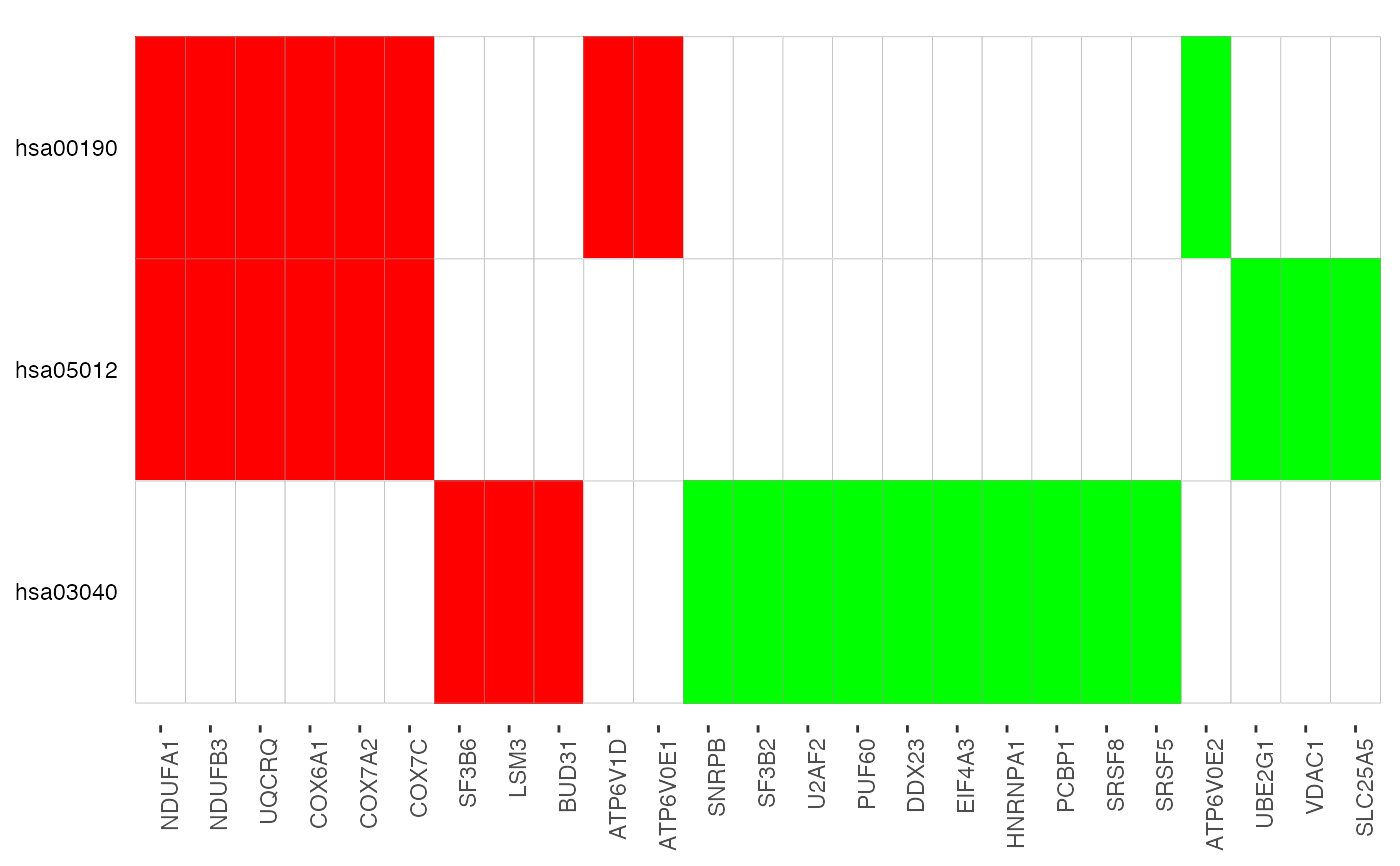 hsa00190
hsa05012
hsa03040
NDUFA1
NDUFB3
UQCRQ
COX6A1
COX7A2
COX7C
SF3B6
LSM3
BUD31
ATP6V1D
ATP6V0E1
SNRPB
SF3B2
U2AF2
PUF60
DDX23
EIF4A3
HNRNPA1
PCBP1
SRSF8
SRSF5
ATP6V0E2
UBE2G1
VDAC1
SLC25A5